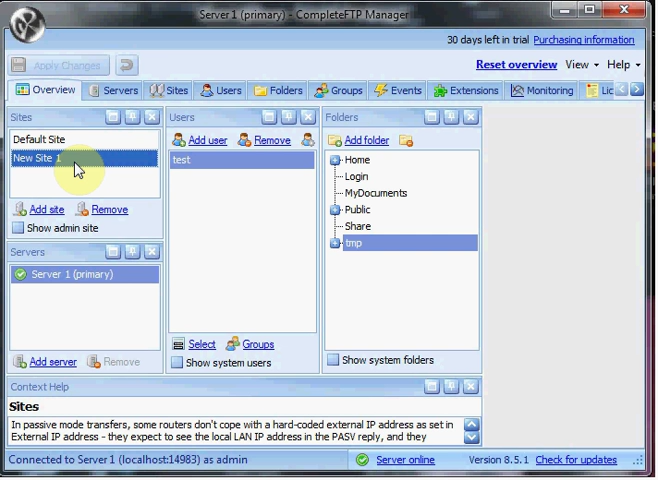 Server 1 (primary) - CompleteFTP Manager
30 days left in trial Purchasing information
Apply Changes Reset overview View Help
Overview Servers Sites Users Folders Groups Events Extensions Monitoring Lic
Sites
Default Site
New Site 1
Add site Remove
Show admin site
Servers
Server 1 (primary)
Add server Remove
Users
Add user Remove
test
Select Groups
Show system users
Folders
Add folder
Home
Login
MyDocuments
Public
Share
tmp
Show system folders
Context Help
Sites
In passive mode transfers, some routers don't cope with a hard-coded external IP address as set in
External IP address - they expect to see the local LAN IP address in the PASV reply, and they
Connected to Server 1 (localhost:14983) as admin Server online Version 8.5.1 Check for updates